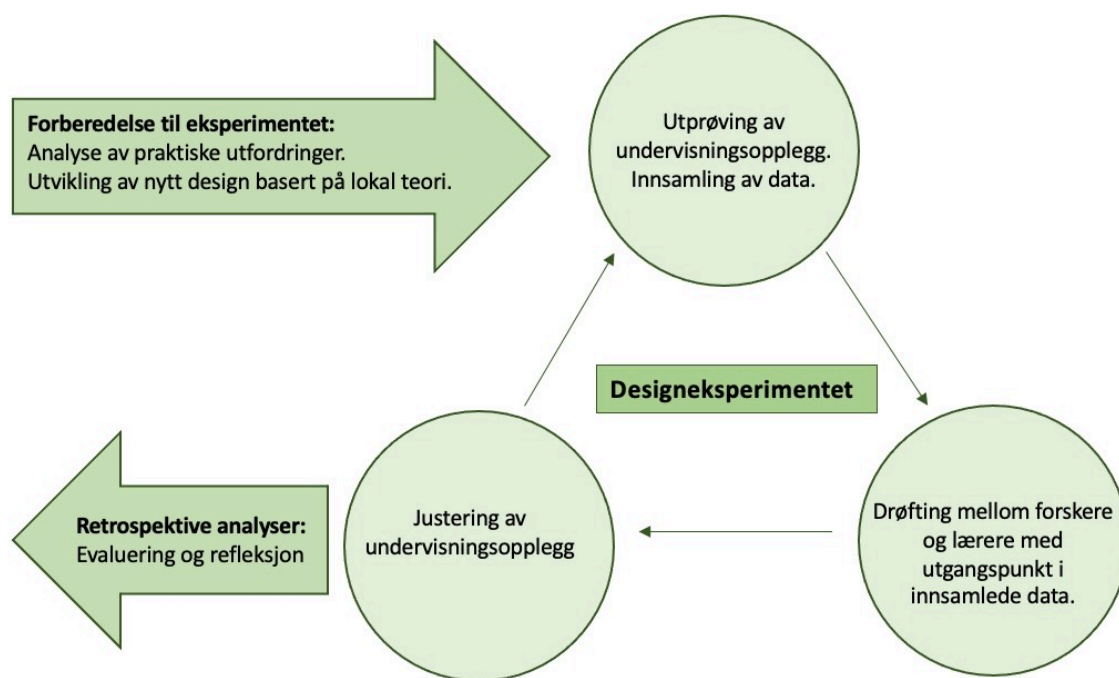 Forberedelse til eksperimentet:
Analyse av praktiske utfordringer.
Utvikling av nytt design basert på lokal teori.
Utprøving av
undervisningsopplegg.
Innsamling av data.
Designeksperimentet
Drøfting mellom forskere
og lærere med
utgangspunkt i
innsamlede data.
Justering av
undervisningsopplegg
Retrospektive analyser:
Evaluering og refleksjon